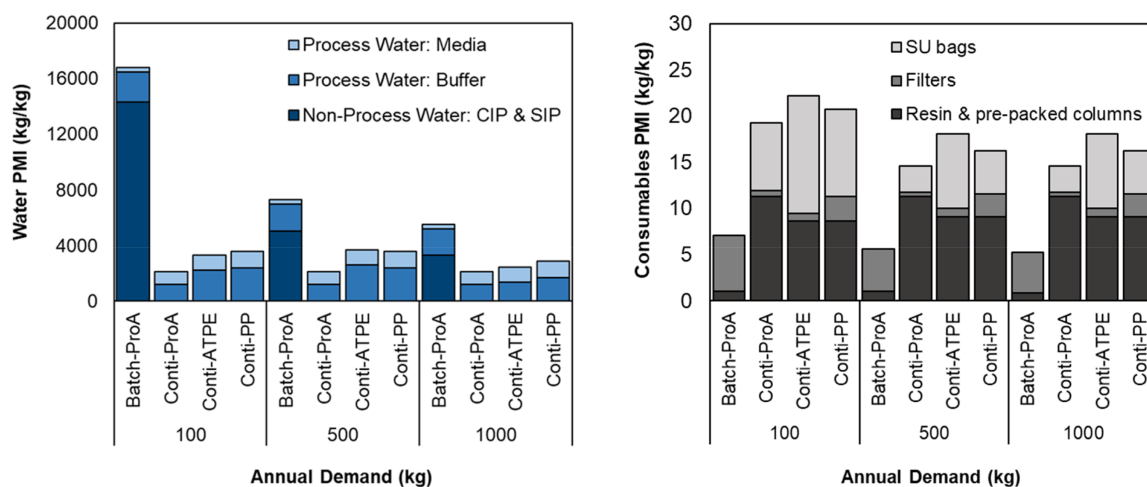 20000
16000
12000
8000
4000
0
Water PMI (kg/kg)
Process Water: Media
Process Water: Buffer
Non-Process Water: CIP & SIP
Batch-ProA
Conti-ProA
Conti-ATPE
Conti-PP
Batch-ProA
Conti-ProA
Conti-ATPE
Conti-PP
Batch-ProA
Conti-ProA
Conti-ATPE
Conti-PP
100
500
1000
Annual Demand (kg)
30
25
20
15
10
5
0
Consumables PMI (kg/kg)
SU bags
Filters
Resin & pre-packed columns
Batch-ProA
Conti-ProA
Conti-ATPE
Conti-PP
Batch-ProA
Conti-ProA
Conti-ATPE
Conti-PP
Batch-ProA
Conti-ProA
Conti-ATPE
Conti-PP
100
500
1000
Annual Demand (kg)